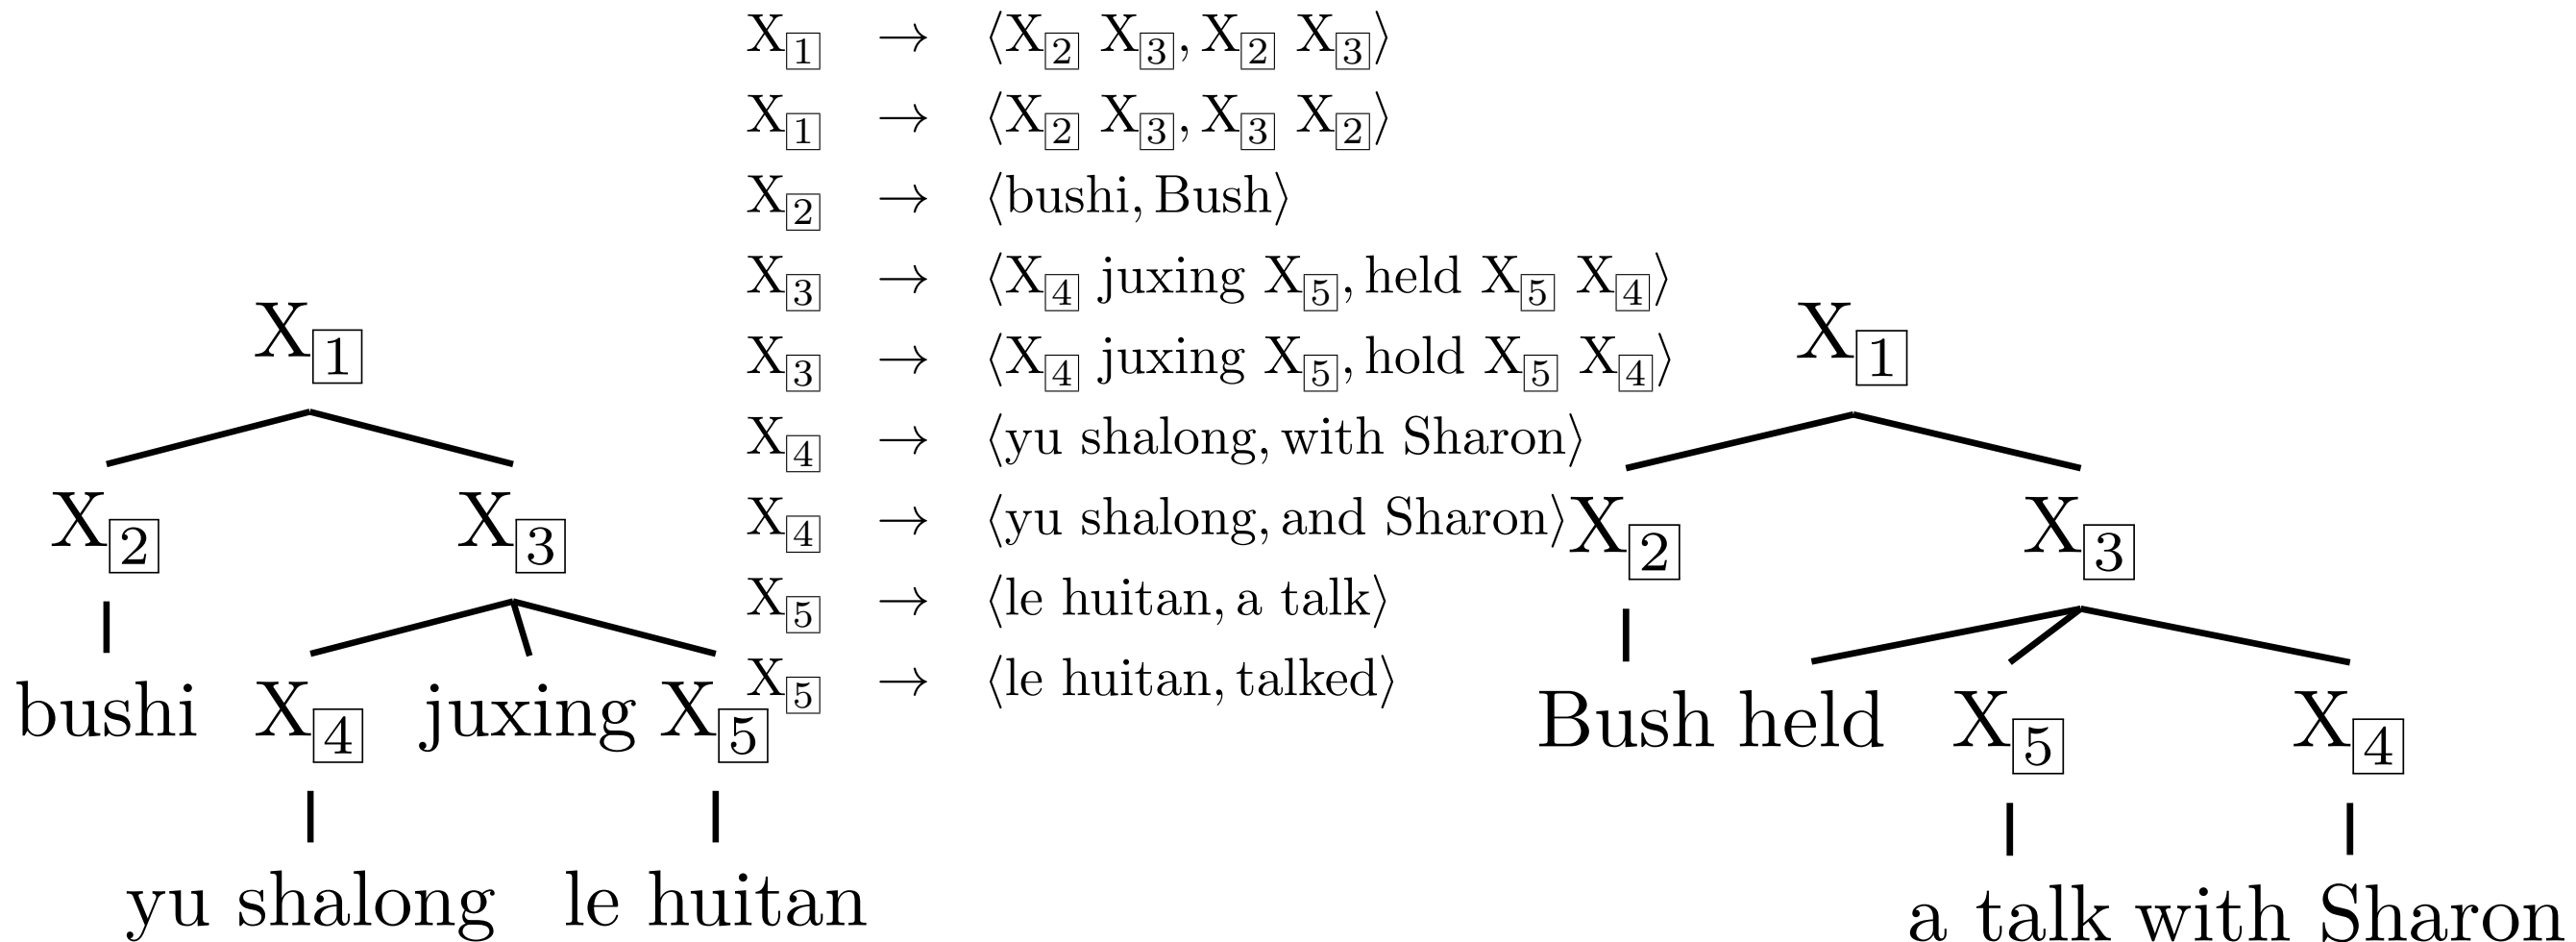 X1 → ⟨X2 X3, X2 X3⟩
X1 → ⟨X2 X3, X3 X2⟩
X2 → ⟨bushi, Bush⟩
X3 → ⟨X4 juxing X5, held X5 X4⟩
X3 → ⟨X4 juxing X5, hold X5 X4⟩
X4 → ⟨yu shalong, with Sharon⟩
X4 → ⟨yu shalong, and Sharon⟩
X5 → ⟨le huitan, a talk⟩
X5 → ⟨le huitan, talked⟩
X1
X2 X3
bushi X4 juxing X5
yu shalong le huitan
X1
X2 X3
Bush held X5 X4
a talk with Sharon